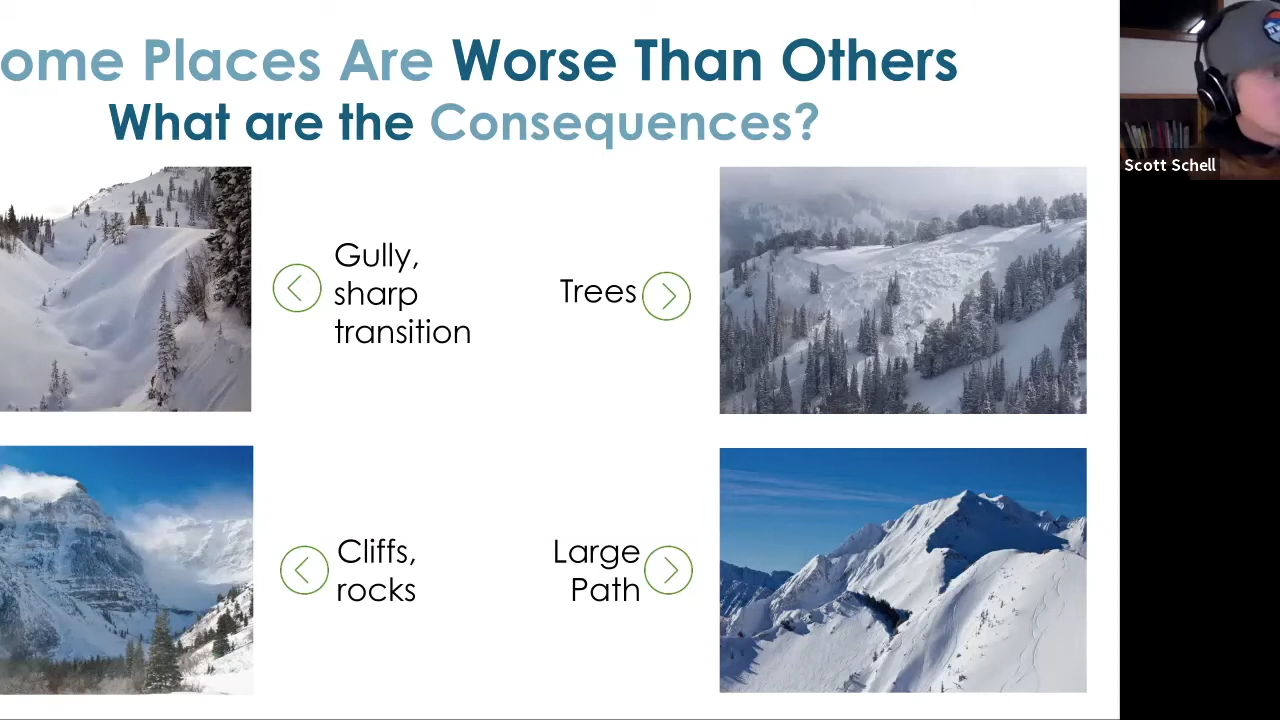 ome Places Are Worse Than Others
What are the Consequences?
Scott Schell
Gully,
sharp
transition
Trees
Cliffs,
rocks
Large
Path